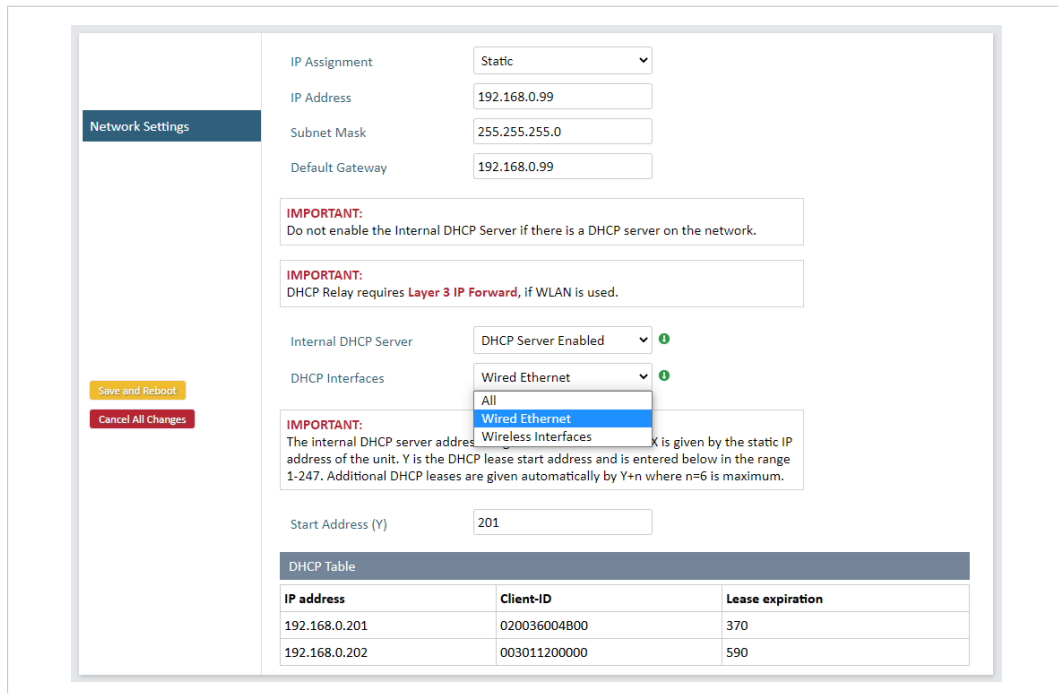 IP Assignment
Static
IP Address
192.168.0.99
Network Settings
Subnet Mask
255.255.255.0
Default Gateway
192.168.0.99
IMPORTANT:
Do not enable the Internal DHCP Server if there is a DHCP server on the network.
IMPORTANT:
DHCP Relay requires Layer 3 IP Forward, if WLAN is used.
Internal DHCP Server
DHCP Server Enabled
DHCP Interfaces
Wired Ethernet
All
Wired Ethernet
Wireless Interfaces
Save and Reboot
Cancel All Changes
IMPORTANT:
The internal DHCP server X is given by the static IP
address of the unit. Y is the DHCP lease start address and is entered below in the range
1-247. Additional DHCP leases are given automatically by Y+n where n=6 is maximum.
Start Address (Y)
201
DHCP Table
IP address Client-ID Lease expiration
192.168.0.201 020036004B00 370
192.168.0.202 003011200000 590